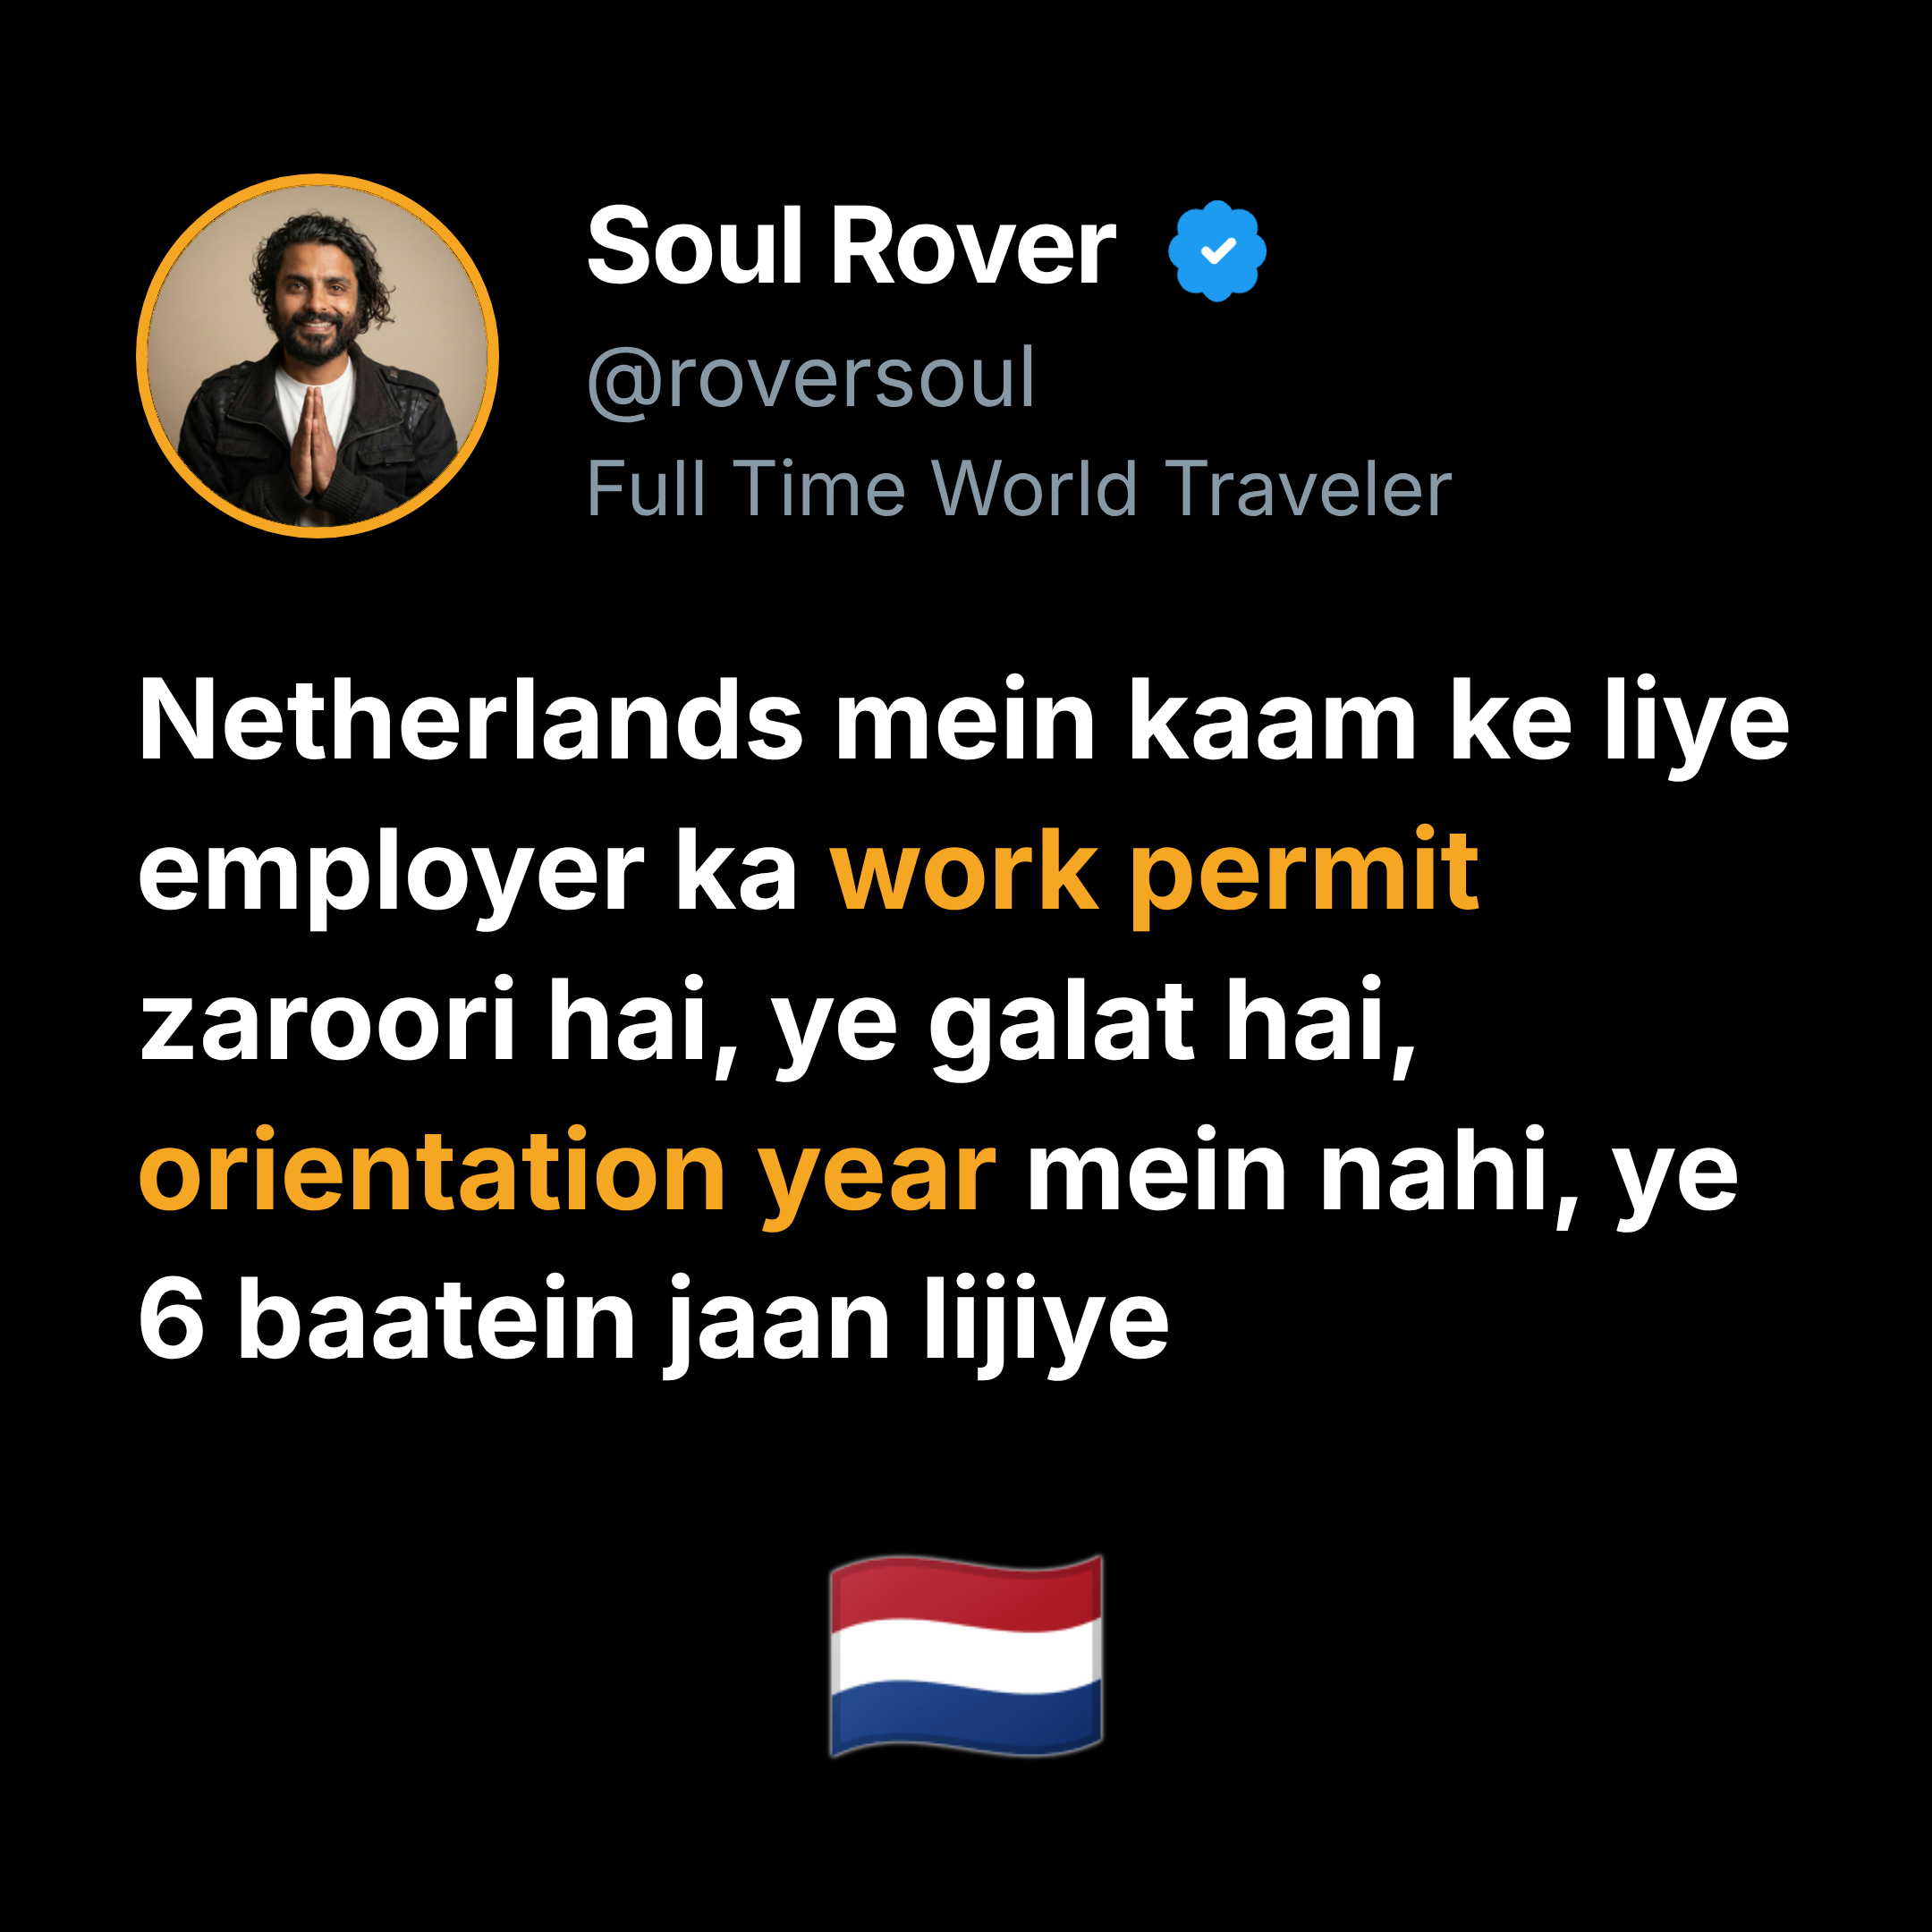 Soul Rover
@roversoul
Full Time World Traveler
Netherlands mein kaam ke liye
employer ka work permit
zaroori hai, ye galat hai,
orientation year mein nahi, ye
6 baatein jaan lijiye